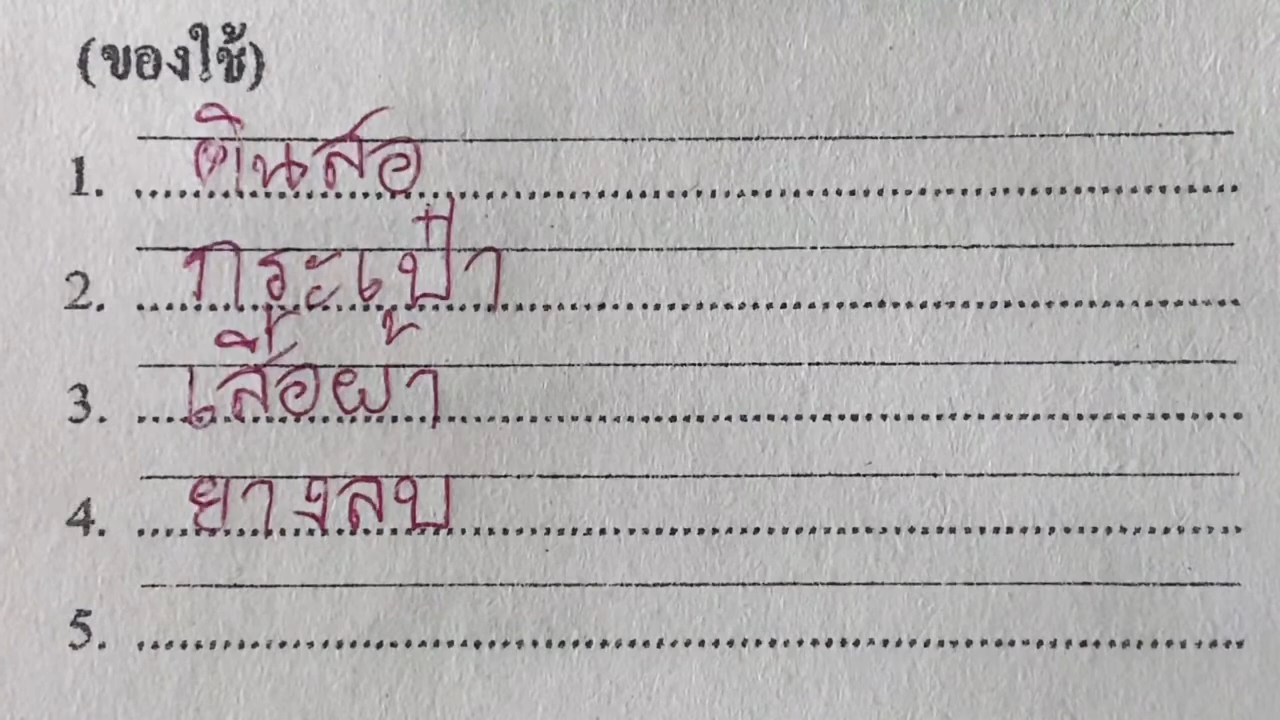 (ของใช้)
1. ดินสอ
2. กระเป๋า
3. เสื้อผ้า
4. ยางลบ
5.